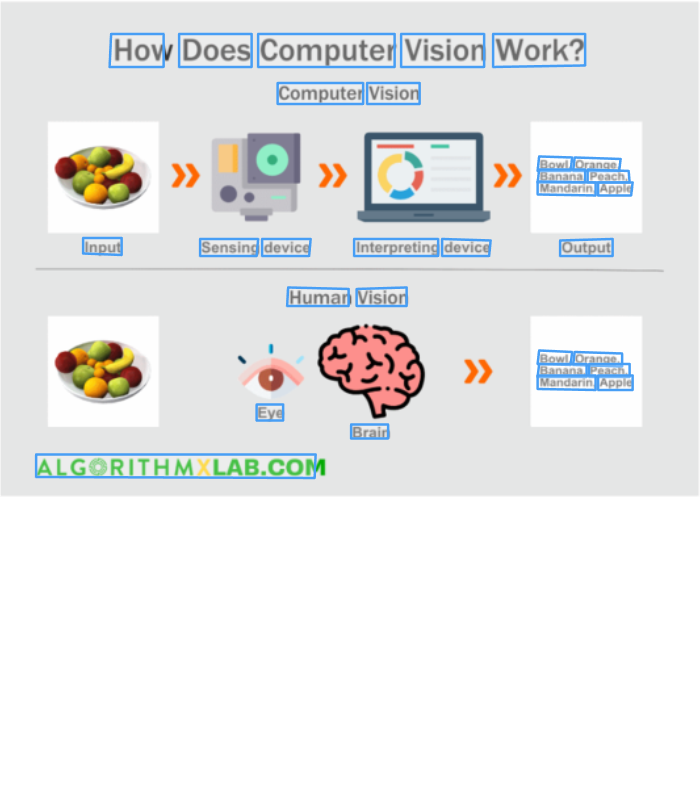 How Does Computer Vision Work?
Computer Vision
Bowl, Orange,
Banana, Peach,
Mandarin, Apple
Input
Sensing device
Interpreting device
Output
Human Vision
Bowl, Orange,
Banana, Peach,
Mandarin, Apple
Eye
Brain
ALGORITHMXLAB.COM